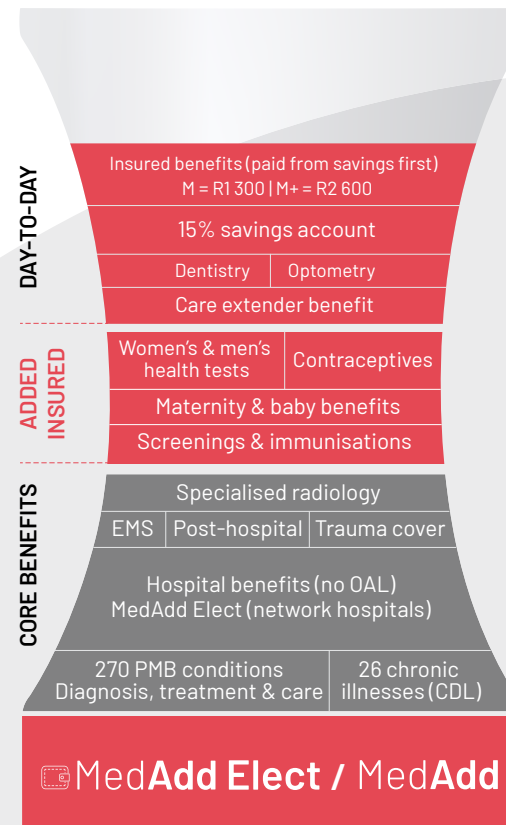 DAY-TO-DAY
Insured benefits (paid from savings first)
M = R1 300 | M+ = R2 600
15% savings account
Dentistry
Optometry
Care extender benefit
ADDED
INSURED
Women's & men's
health tests
Contraceptives
Maternity & baby benefits
Screenings & immunisations
CORE BENEFITS
Specialised radiology
EMS
Post-hospital
Trauma cover
Hospital benefits (no OAL)
MedAdd Elect (network hospitals)
270 PMB conditions
Diagnosis, treatment & care
26 chronic
illnesses (CDL)
MedAdd Elect / MedAdd